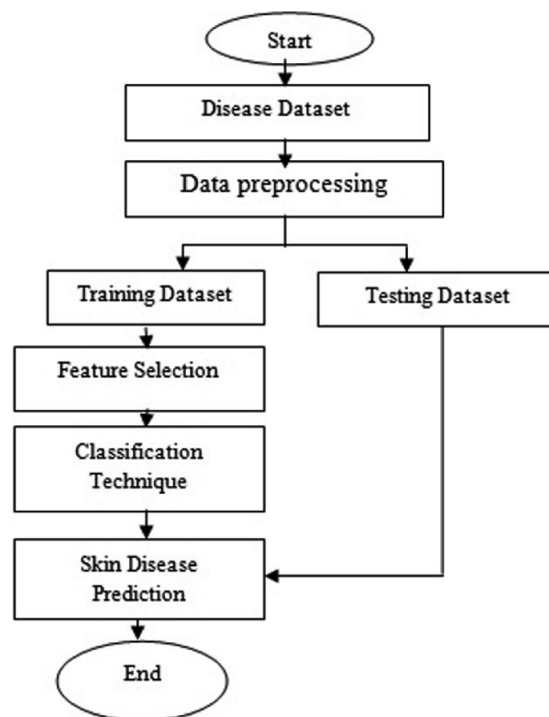 Start
Disease Dataset
Data preprocessing
Training Dataset
Testing Dataset
Feature Selection
Classification
Technique
Skin Disease
Prediction
End